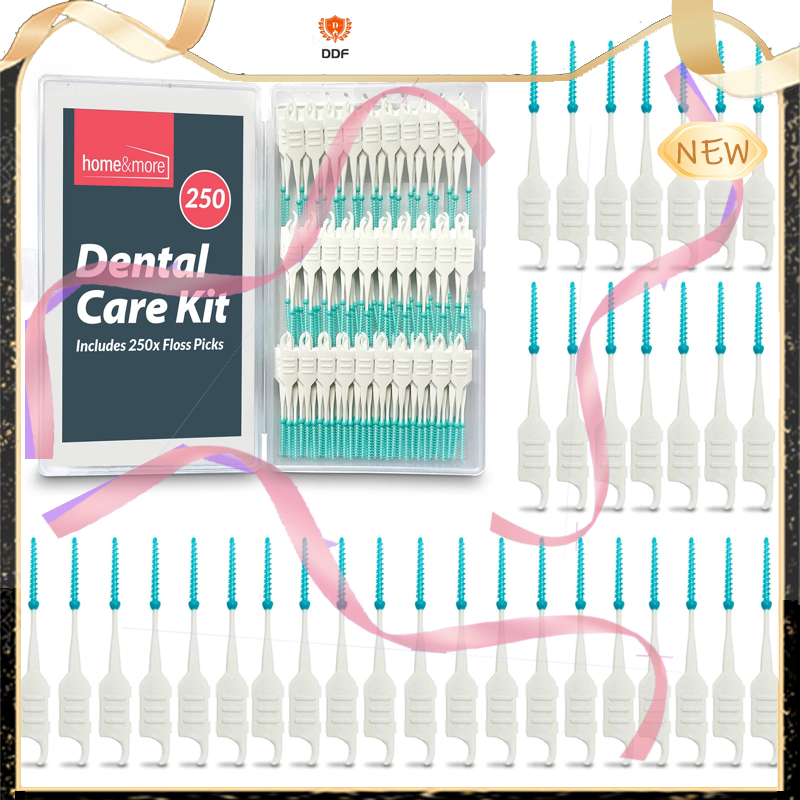 DDF
NEW
home&more
250
Dental
Care Kit
Includes 250x Floss Picks